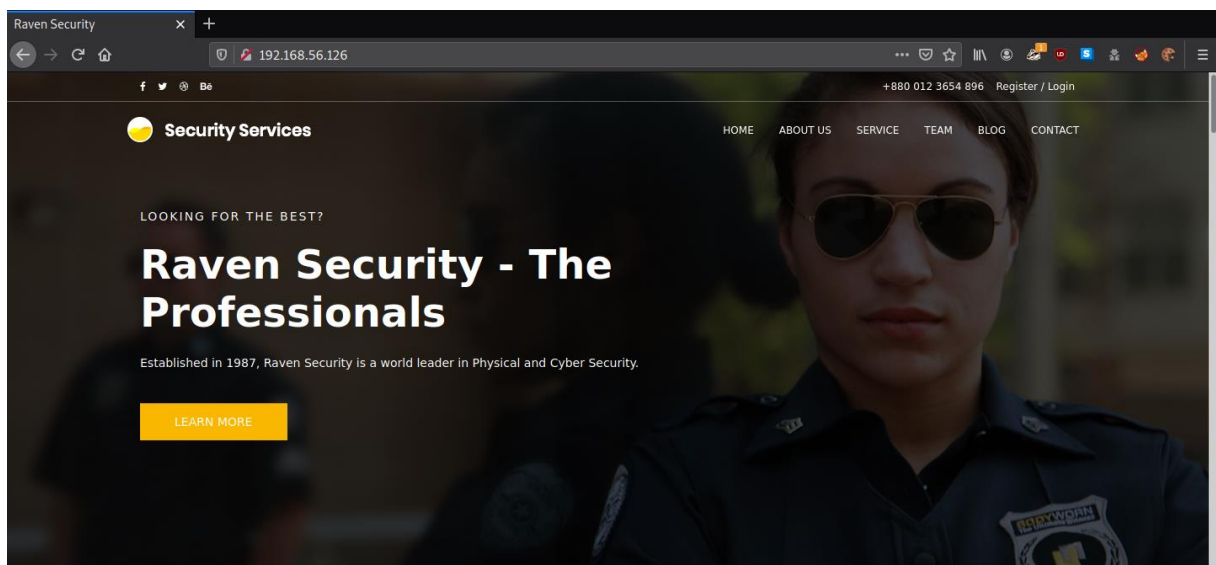 Raven Security
192.168.56.126
Bé
+880 012 3654 896 Register / Login
Security Services
HOME ABOUT US SERVICE TEAM BLOG CONTACT
LOOKING FOR THE BEST?
Raven Security - The
Professionals
Established in 1987, Raven Security is a world leader in Physical and Cyber Security.
LEARN MORE
BODYWORN